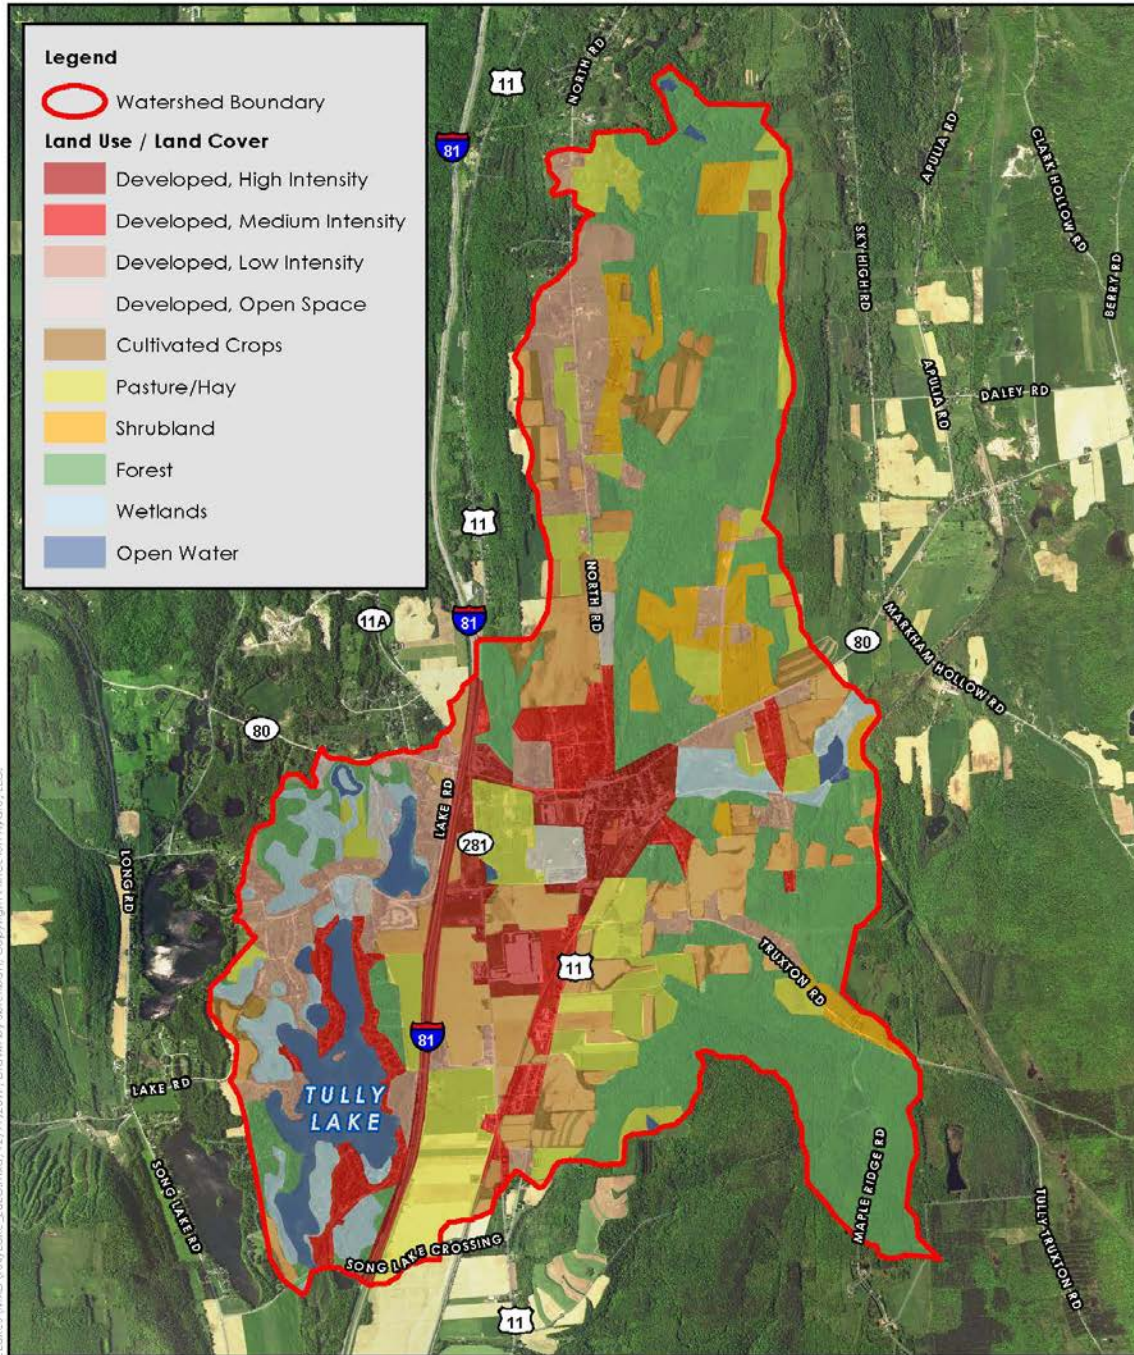 Legend
Watershed Boundary
Land Use / Land Cover
Developed, High Intensity
Developed, Medium Intensity
Developed, Low Intensity
Developed, Open Space
Cultivated Crops
Pasture/Hay
Shrubland
Forest
Wetlands
Open Water
11
NORTH RD
81
APULIA RD
CLARK HOLLOW RD
SKY HIGH RD
BERRY RD
APULIA RD
DALEY RD
11
NORTH RD
81
11A
80
MARKHAM HOLLOW RD
80
LAKE RD
281
LONG RD
TRUXTON RD
11
81
LAKE RD
TULLY
LAKE
SONG LAKE RD
MAPLE RIDGE RD
TULLY-TRUXTON RD
SONG LAKE CROSSING
11